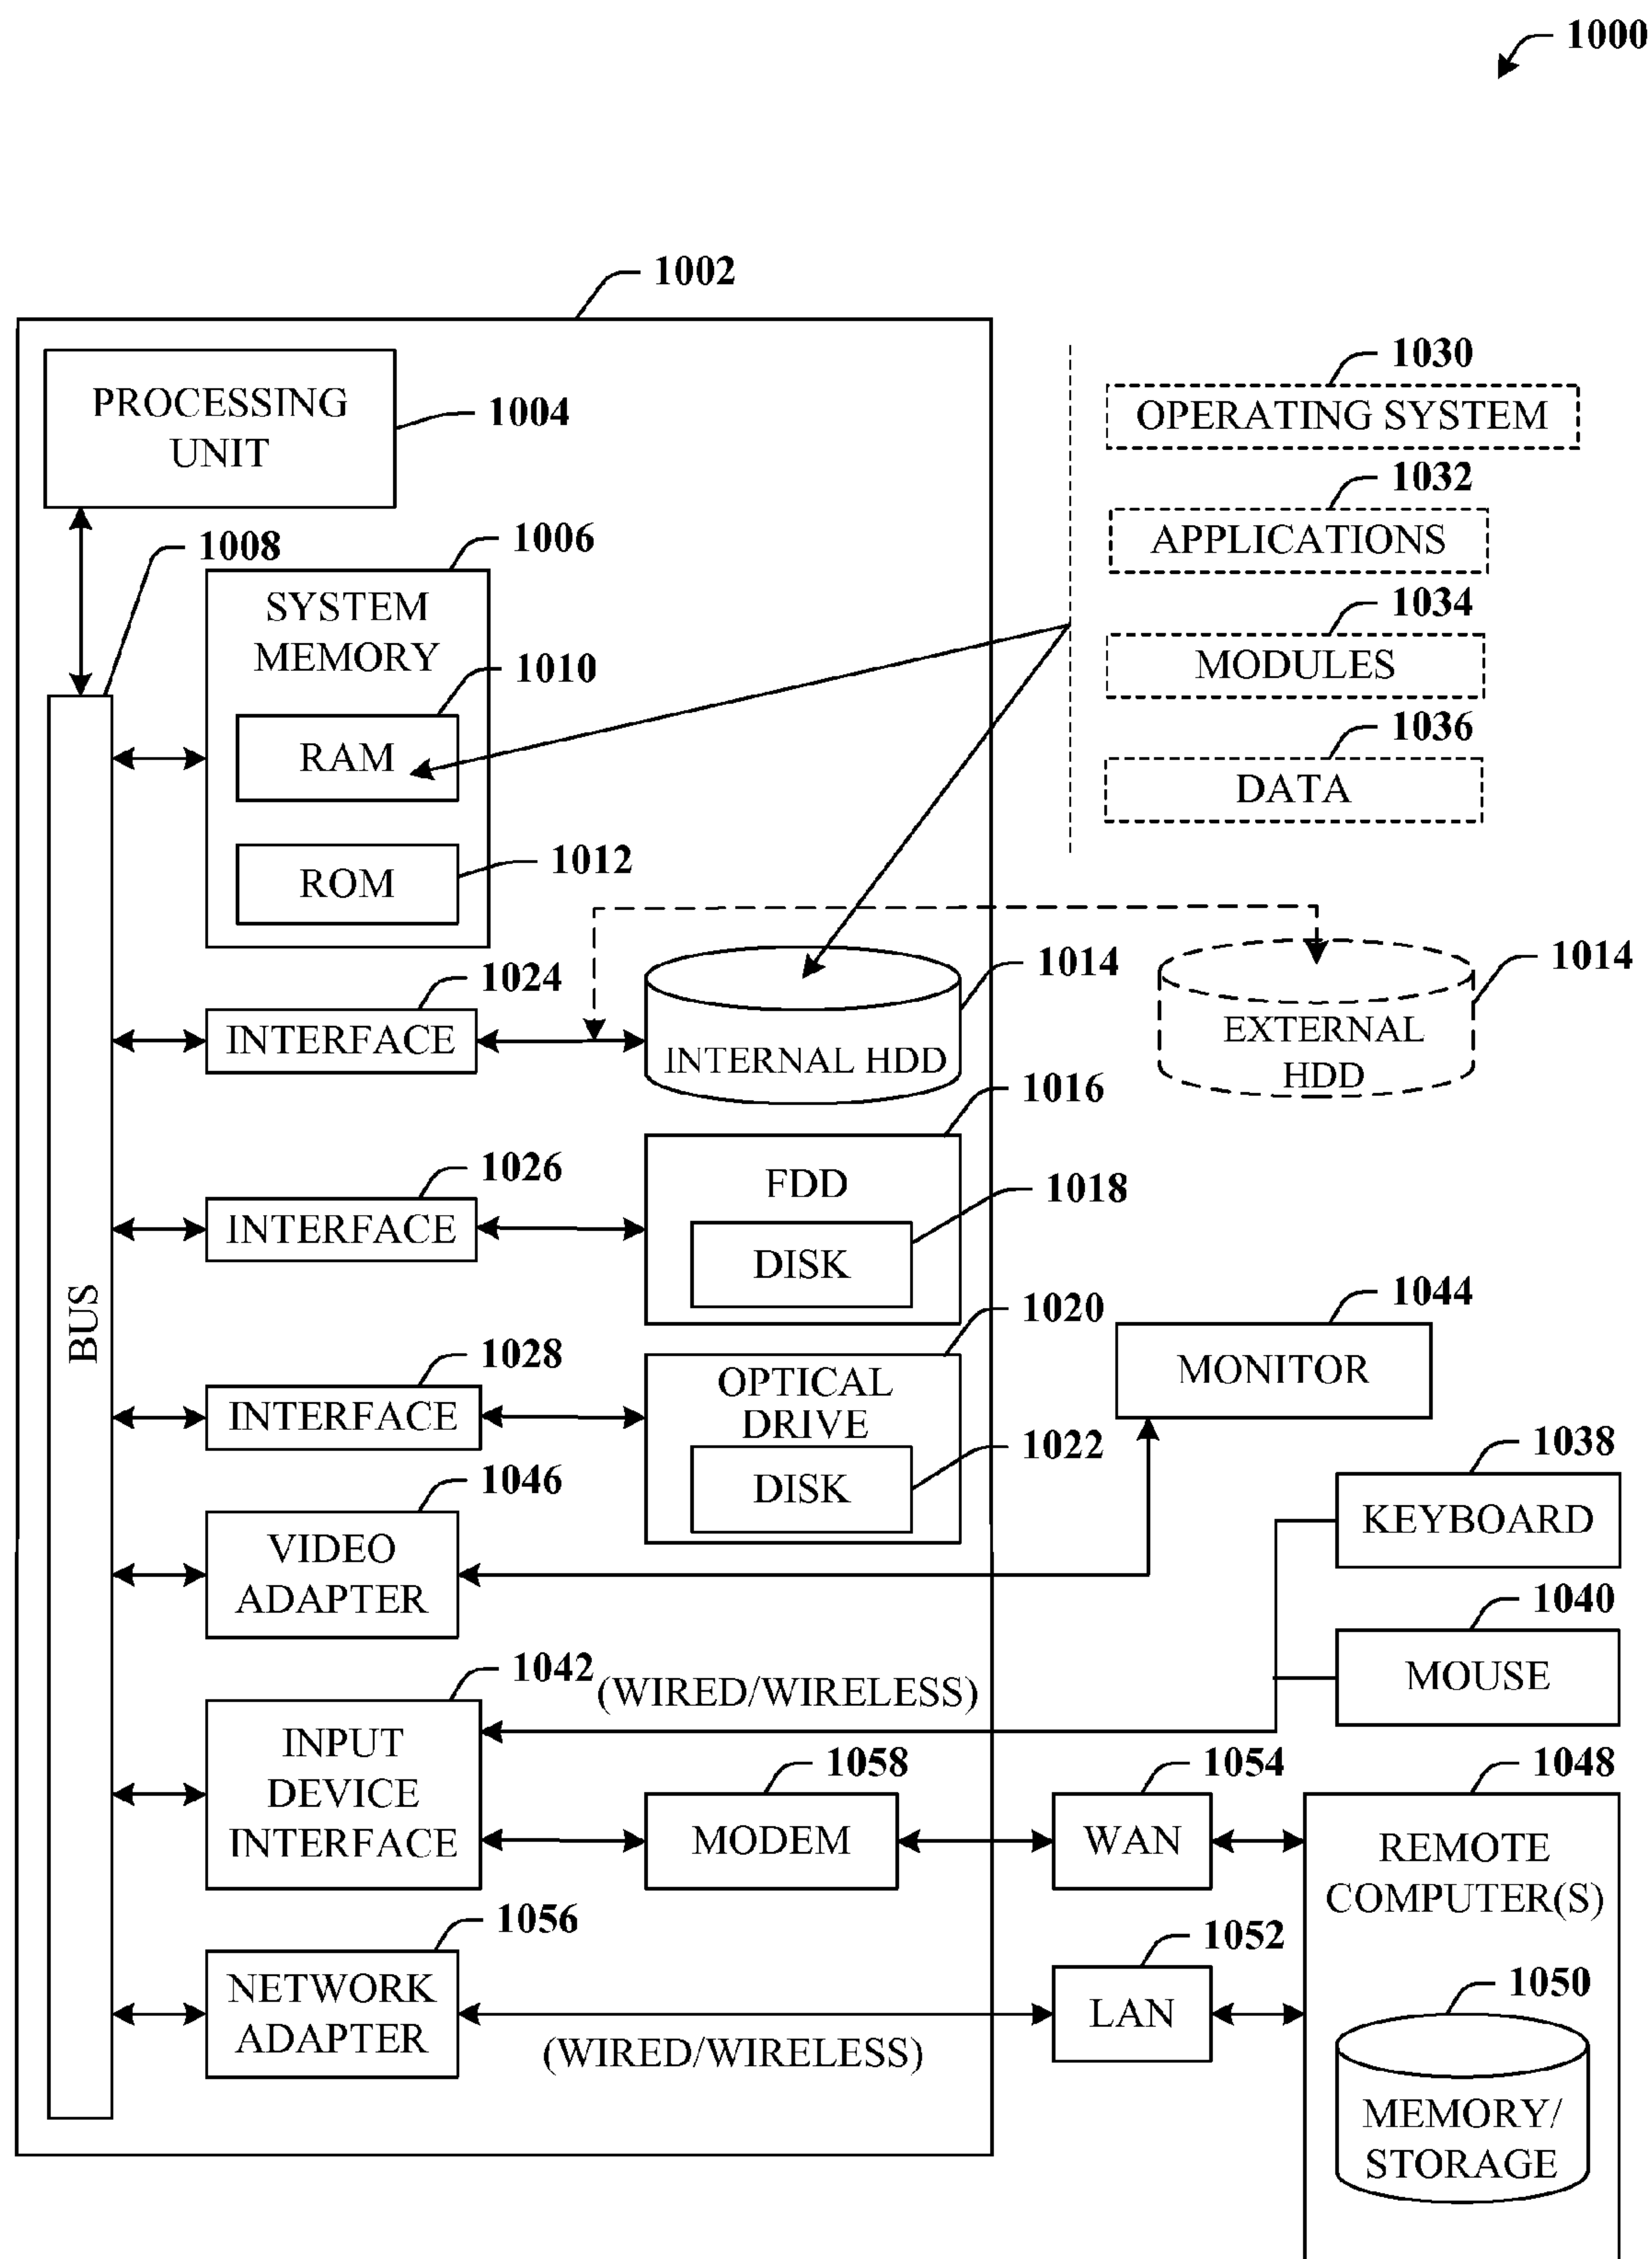 1000
1002
PROCESSING
UNIT
1004
1030
OPERATING SYSTEM
1032
APPLICATIONS
1034
MODULES
1036
DATA
1008
1006
SYSTEM
MEMORY
1010
RAM
1012
ROM
1024
INTERFACE
1014
INTERNAL HDD
1014
EXTERNAL
HDD
1026
INTERFACE
1016
FDD
1018
DISK
BUS
1028
INTERFACE
1020
OPTICAL
DRIVE
1022
DISK
1044
MONITOR
1046
VIDEO
ADAPTER
1038
KEYBOARD
1040
MOUSE
1042
(WIRED/WIRELESS)
INPUT
DEVICE
INTERFACE
1058
MODEM
1054
WAN
1048
REMOTE
COMPUTER(S)
1056
NETWORK
ADAPTER
(WIRED/WIRELESS)
1052
LAN
1050
MEMORY/
STORAGE